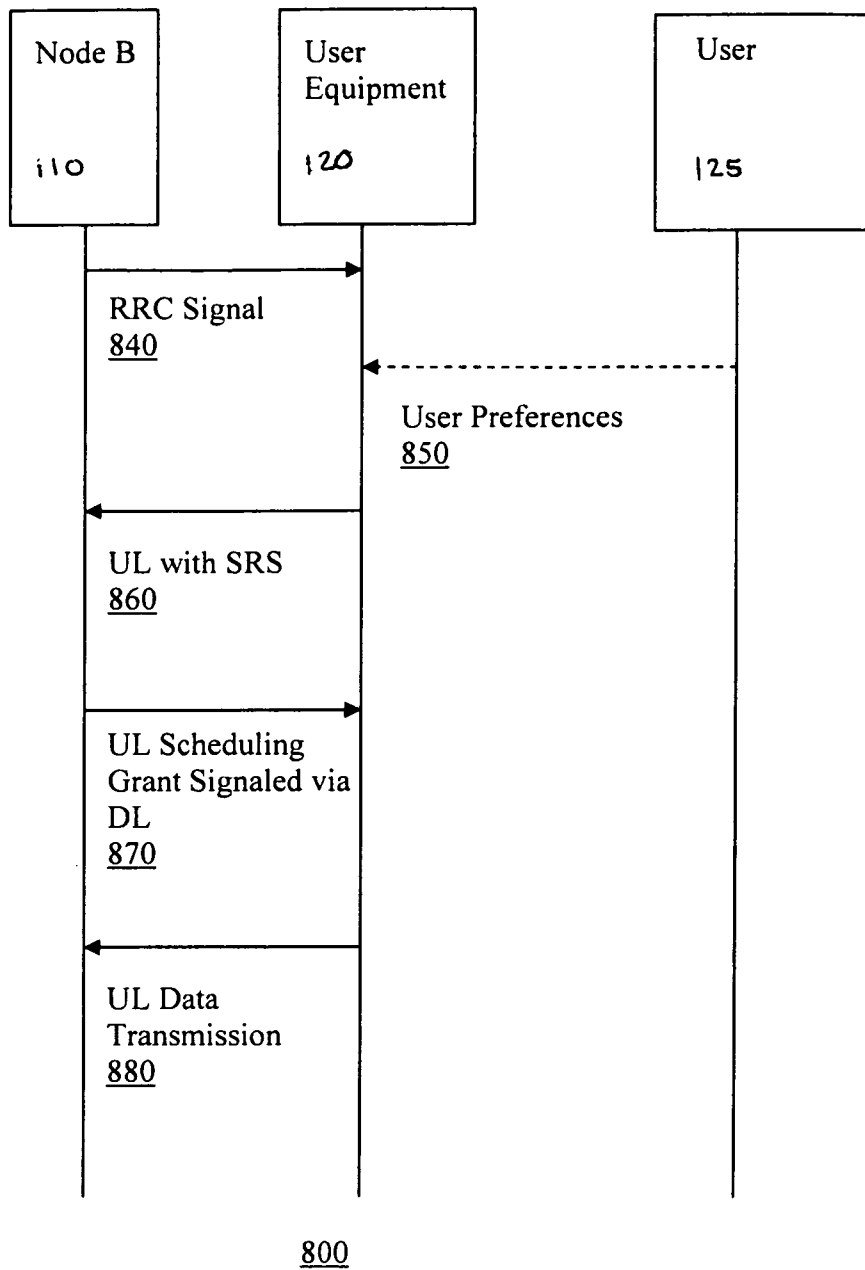 Node B
110
User
Equipment
120
User
125
RRC Signal
840
User Preferences
850
UL with SRS
860
UL Scheduling
Grant Signaled via
DL
870
UL Data
Transmission
880
800